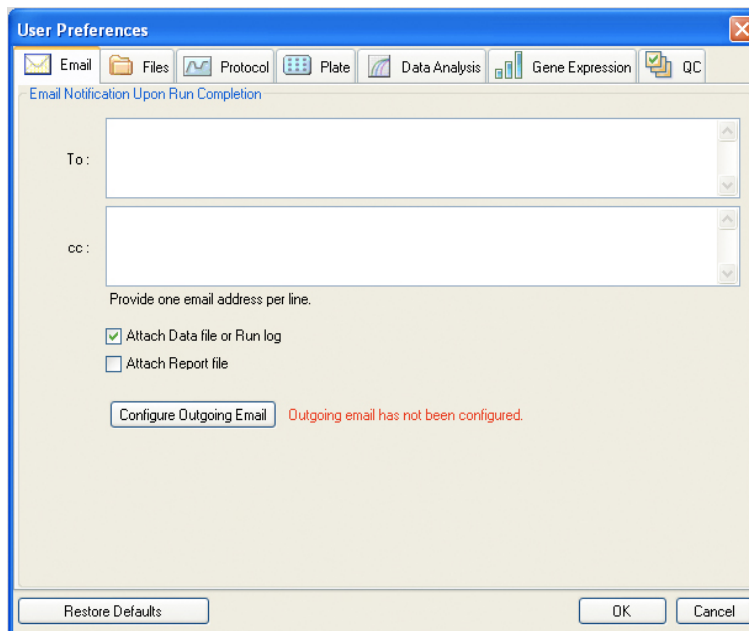 User Preferences
Email Files Protocol Plate Data Analysis Gene Expression QC
Email Notification Upon Run Completion
To :
cc :
Provide one email address per line.
Attach Data file or Run log
Attach Report file
Configure Outgoing Email Outgoing email has not been configured.
Restore Defaults OK Cancel